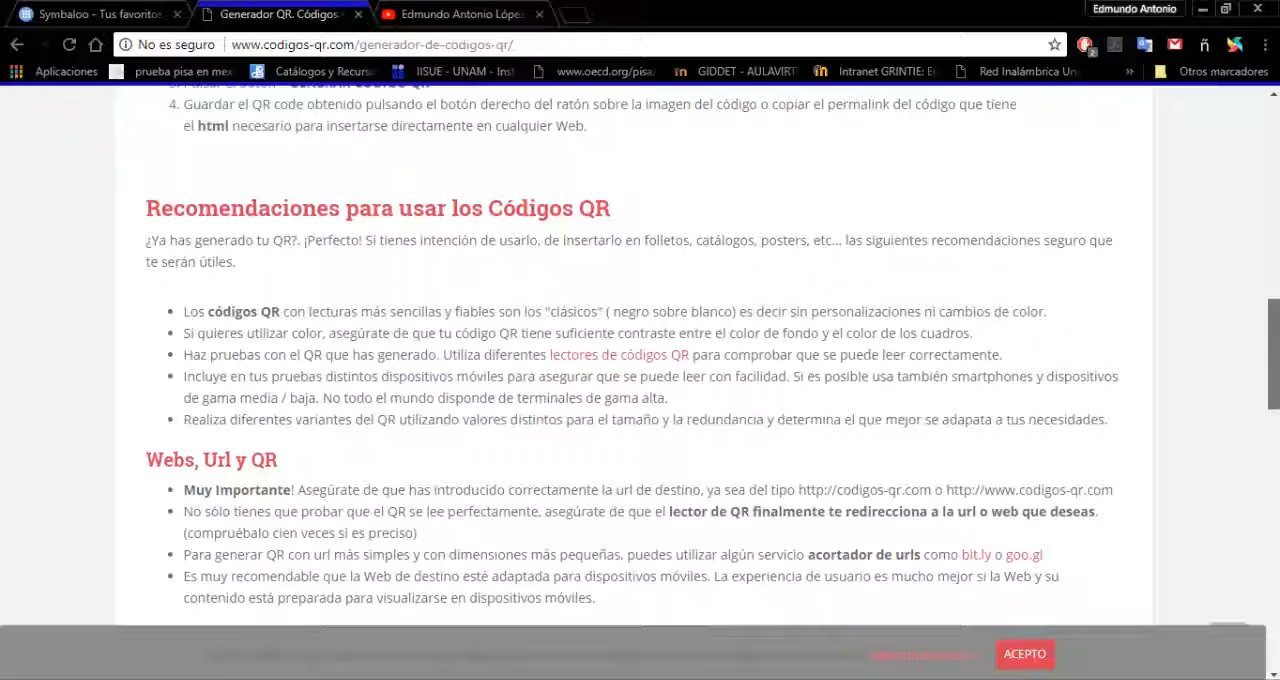 Symbaloo - Tus favoritos
Generador QR. Códigos
Edmundo Antonio Lópe
Edmundo Antonio
No es seguro
www.codigos-qr.com/generador-de-codigos-qr/
2
ñ
Aplicaciones
prueba pisa en mex
Catálogos y Recurso
IISUE - UNAM - Inst
www.oecd.org/pisa/
GIDDET - AULAVIRT
Intranet GRINTIE: E
Red Inalámbrica Un
»
Otros marcadores
4. Guardar el QR code obtenido pulsando el botón derecho del ratón sobre la imagen del código o copiar el permalink del código que tiene
el html necesario para insertarse directamente en cualquier Web.
Recomendaciones para usar los Códigos QR
¿Ya has generado tu QR?. ¡Perfecto! Si tienes intención de usarlo, de insertarlo en folletos, catálogos, posters, etc... las siguientes recomendaciones seguro que
te serán útiles.
• Los códigos QR con lecturas más sencillas y fiables son los "clásicos" ( negro sobre blanco) es decir sin personalizaciones ni cambios de color.
• Si quieres utilizar color, asegúrate de que tu código QR tiene suficiente contraste entre el color de fondo y el color de los cuadros.
• Haz pruebas con el QR que has generado. Utiliza diferentes lectores de códigos QR para comprobar que se puede leer correctamente.
• Incluye en tus pruebas distintos dispositivos móviles para asegurar que se puede leer con facilidad. Si es posible usa también smartphones y dispositivos
de gama media / baja. No todo el mundo disponde de terminales de gama alta.
• Realiza diferentes variantes del QR utilizando valores distintos para el tamaño y la redundancia y determina el que mejor se adapata a tus necesidades.
Webs, Url y QR
• Muy Importante! Asegúrate de que has introducido correctamente la url de destino, ya sea del tipo http://codigos-qr.com o http://www.codigos-qr.com
• No sólo tienes que probar que el QR se lee perfectamente, asegúrate de que el lector de QR finalmente te redirecciona a la url o web que deseas.
(compruébalo cien veces si es preciso)
• Para generar QR con url más simples y con dimensiones más pequeñas, puedes utilizar algún servicio acortador de urls como bit.ly o goo.gl
• Es muy recomendable que la Web de destino esté adaptada para dispositivos móviles. La experiencia de usuario es mucho mejor si la Web y su
contenido está preparada para visualizarse en dispositivos móviles.
ACEPTO